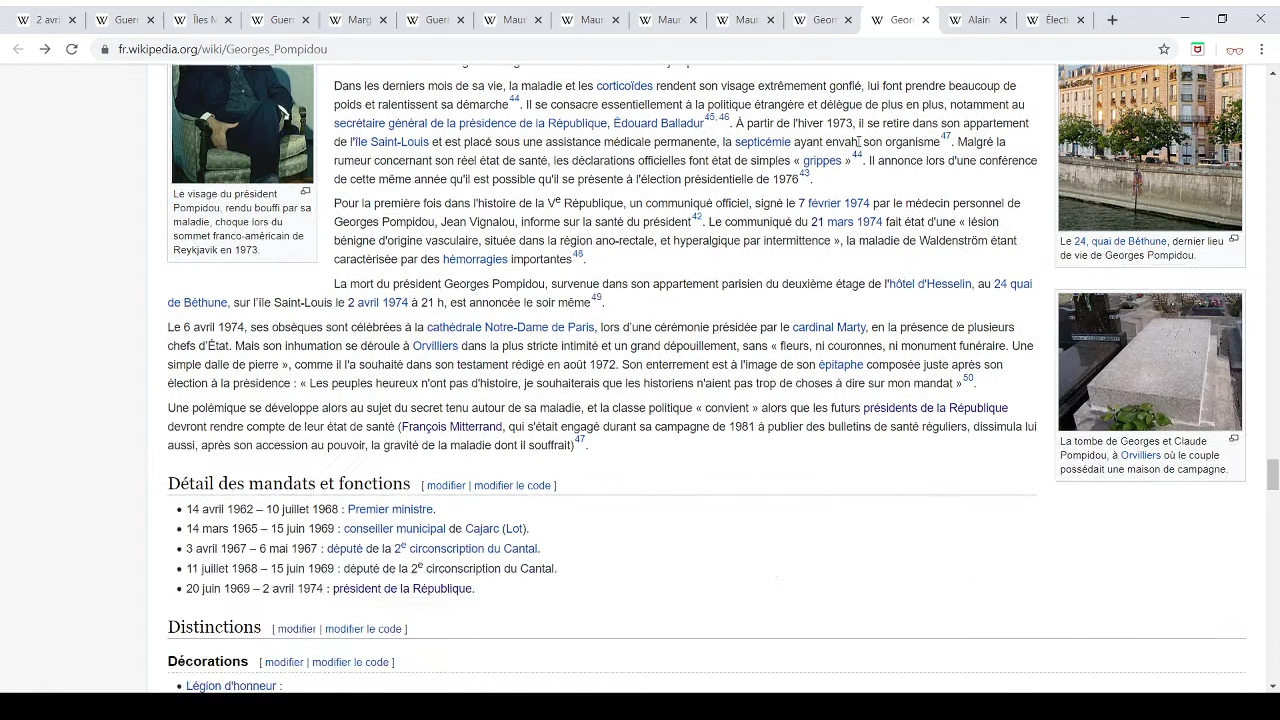 2 avril
Guerr
Îles M
Guerr
Marg
Guerr
Maur
Maur
Maur
Maur
Georg
Georg
Alain
Électi
fr.wikipedia.org/wiki/Georges_Pompidou
Dans les derniers mois de sa vie, la maladie et les corticoïdes rendent son visage extrêmement gonflé, lui font prendre beaucoup de
poids et ralentissent sa démarche44. Il se consacre essentiellement à la politique étrangère et délègue de plus en plus, notamment au
secrétaire général de la présidence de la République, Édouard Balladur45, 46. À partir de l'hiver 1973, il se retire dans son appartement
de l'île Saint-Louis et est placé sous une assistance médicale permanente, la septicémie ayant envahi son organisme47. Malgré la
rumeur concernant son réel état de santé, les déclarations officielles font état de simples « grippes »44. Il annonce lors d'une conférence
de cette même année qu'il est possible qu'il se présente à l'élection présidentielle de 197643.
Le visage du président
Pompidou, rendu bouffi par sa
maladie, choque lors du
sommet franco-américain de
Reykjavik en 1973.
Pour la première fois dans l'histoire de la Ve République, un communiqué officiel, signé le 7 février 1974 par le médecin personnel de
Georges Pompidou, Jean Vignalou, informe sur la santé du président42. Le communiqué du 21 mars 1974 fait état d'une « lésion
bénigne d'origine vasculaire, située dans la région ano-rectale, et hyperalgique par intermittence », la maladie de Waldenström étant
caractérisée par des hémorragies importantes48.
Le 24, quai de Béthune, dernier lieu
de vie de Georges Pompidou.
La mort du président Georges Pompidou, survenue dans son appartement parisien du deuxième étage de l'hôtel d'Hesselin, au 24 quai
de Béthune, sur l'île Saint-Louis le 2 avril 1974 à 21 h, est annoncée le soir même49.
Le 6 avril 1974, ses obsèques sont célébrées à la cathédrale Notre-Dame de Paris, lors d'une cérémonie présidée par le cardinal Marty, en la présence de plusieurs
chefs d'État. Mais son inhumation se déroule à Orvilliers dans la plus stricte intimité et un grand dépouillement, sans « fleurs, ni couronnes, ni monument funéraire. Une
simple dalle de pierre », comme il l'a souhaité dans son testament rédigé en août 1972. Son enterrement est à l'image de son épitaphe composée juste après son
élection à la présidence : « Les peuples heureux n'ont pas d'histoire, je souhaiterais que les historiens n'aient pas trop de choses à dire sur mon mandat »50.
Une polémique se développe alors au sujet du secret tenu autour de sa maladie, et la classe politique « convient » alors que les futurs présidents de la République
devront rendre compte de leur état de santé (François Mitterrand, qui s'était engagé durant sa campagne de 1981 à publier des bulletins de santé réguliers, dissimula lui
aussi, après son accession au pouvoir, la gravité de la maladie dont il souffrait)47.
La tombe de Georges et Claude
Pompidou, à Orvilliers où le couple
possédait une maison de campagne.
Détail des mandats et fonctions [ modifier | modifier le code ]
• 14 avril 1962 – 10 juillet 1968 : Premier ministre.
• 14 mars 1965 – 15 juin 1969 : conseiller municipal de Cajarc (Lot).
• 3 avril 1967 – 6 mai 1967 : député de la 2e circonscription du Cantal.
• 11 juillet 1968 – 15 juin 1969 : député de la 2e circonscription du Cantal.
• 20 juin 1969 – 2 avril 1974 : président de la République.
Distinctions [ modifier | modifier le code ]
Décorations [ modifier | modifier le code ]
• Légion d'honneur :